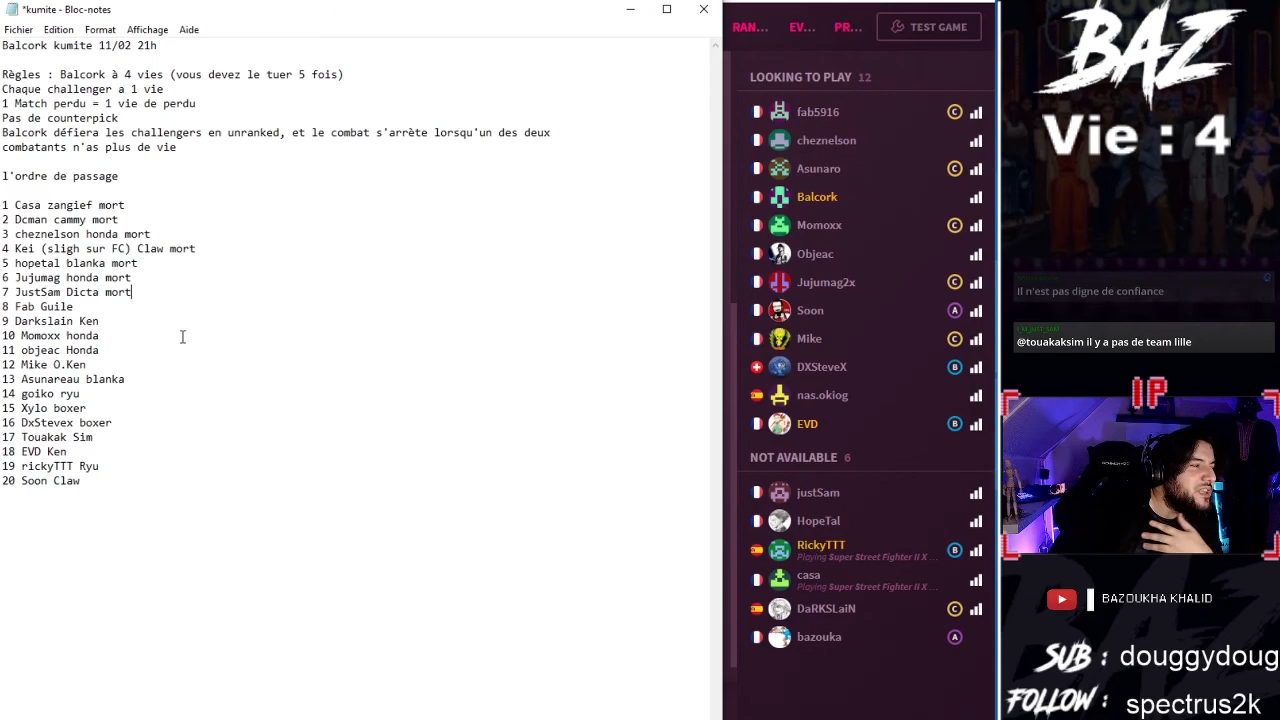 *kumite - Bloc-notes
Fichier Edition Format Affichage Aide
Balcork kumite 11/02 21h
Règles : Balcork à 4 vies (vous devez le tuer 5 fois)
Chaque challenger a 1 vie
1 Match perdu = 1 vie de perdu
Pas de counterpick
Balcork défiera les challengers en unranked, et le combat s'arrète lorsqu'un des deux
combatants n'as plus de vie
l'ordre de passage
1 Casa zangief mort
2 Dcman cammy mort
3 cheznelson honda mort
4 Kei (sligh sur FC) Claw mort
5 hopetal blanka mort
6 Jujumag honda mort
7 JustSam Dicta mort
8 Fab Guile
9 Darkslain Ken
10 Momoxx honda
11 objeac Honda
12 Mike O.Ken
13 Asunareau blanka
14 goiko ryu
15 Xylo boxer
16 DxStevex boxer
17 Touakak Sim
18 EVD Ken
19 rickyTTT Ryu
20 Soon Claw
RAN... EV... PR... TEST GAME
LOOKING TO PLAY 12
fab5916 C
cheznelson
Asunaro C
Balcork
Momoxx C
Objeac
Jujumag2x C
Soon A
Mike C
DXSteveX B
nas.okiog
EVD B
NOT AVAILABLE 6
justSam
HopeTal
RickyTTT B
Playing Super Street Fighter II X ...
casa
Playing Super Street Fighter II X ...
DaRKSLaiN C
bazouka A
BAZ
Vie : 4
Il n'est pas digne de confiance
@touakaksim il y a pas de team lille
1P
BAZOUKHA KHALID
SUB : douggydoug
FOLLOW : spectrus2k